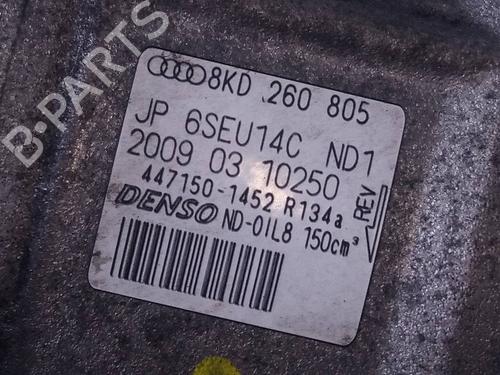 B-PARTS
8KD 260 805
JP 6SEU14C ND1
2009 03 10250
447150-1452 R134a
DENSO ND-OIL8 150cm³
REV